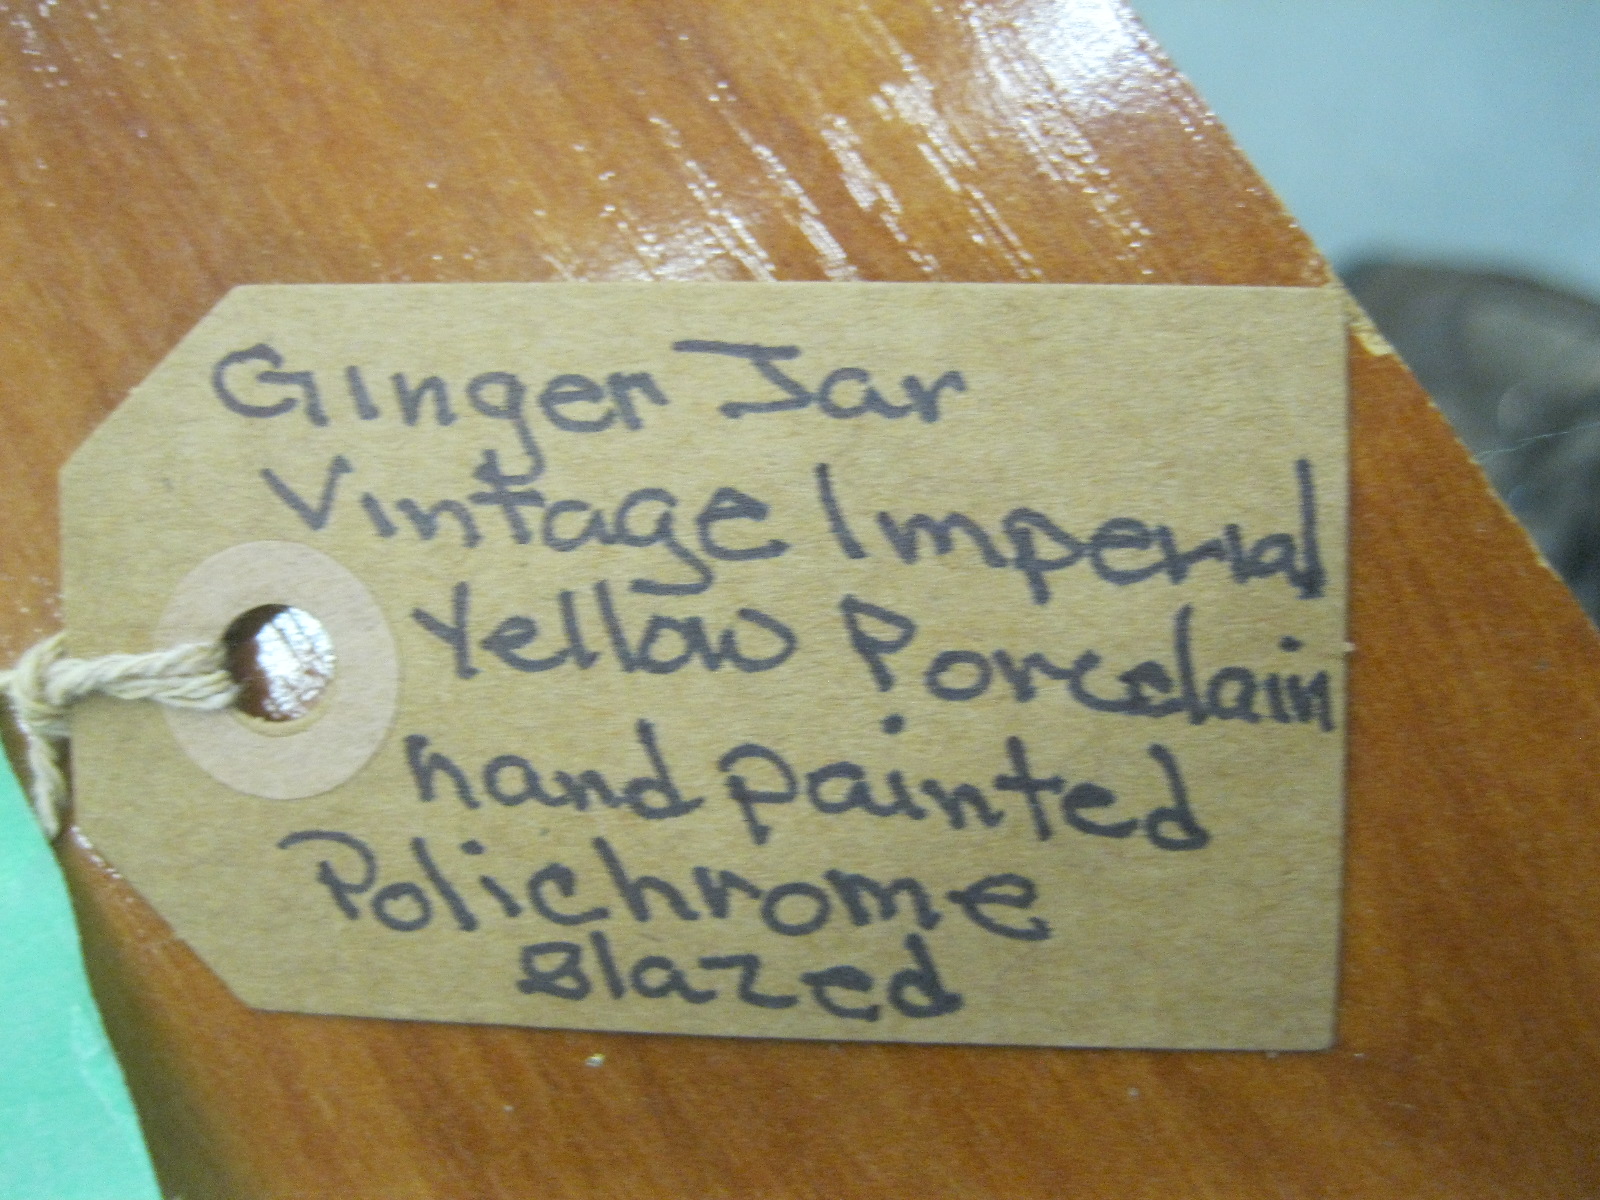 Ginger Jar
Vintage Imperial
Yellow Porcelain
hand painted
Polichrome
glazed